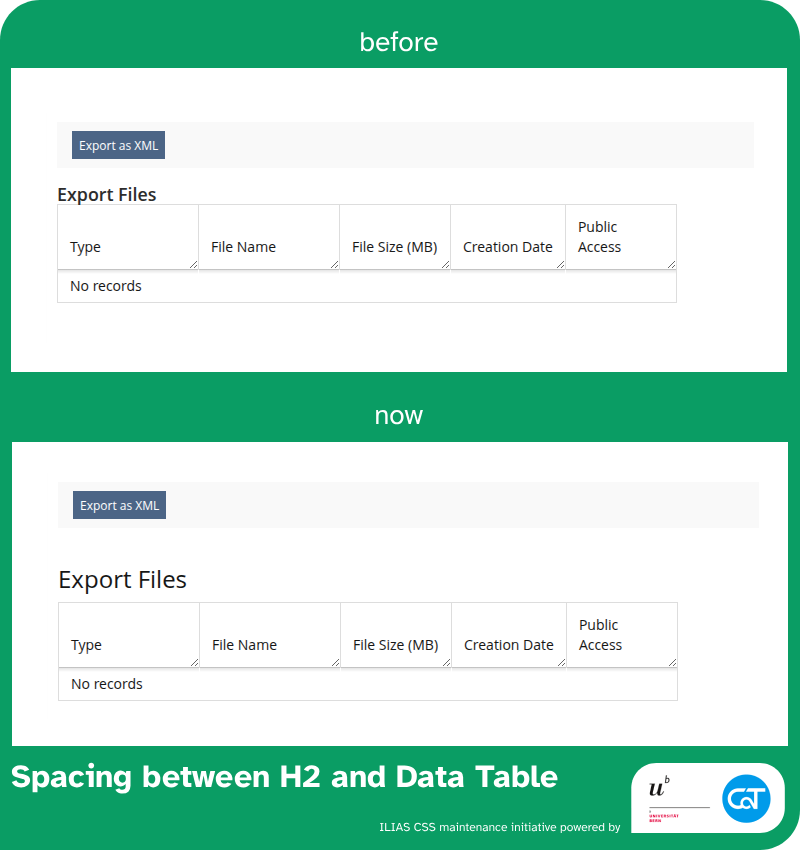 before
Export as XML
Export Files
Type File Name File Size (MB) Creation Date Public Access
No records
now
Export as XML
Export Files
Type File Name File Size (MB) Creation Date Public Access
No records
Spacing between H2 and Data Table
ILIAS CSS maintenance initiative powered by
u
b
UNIVERSITÄT
BERN
CaT